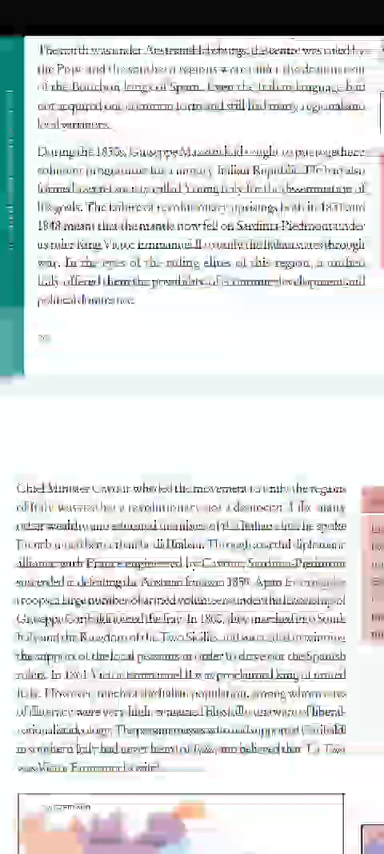 The north was under Austrian Habsburgs, the centre was ruled by
the Pope and the southern regions were under the domination
of the Bourbon kings of Spain. Even the Italian language had
not acquired one common form and still had many regional and
local variations.
During the 1830s, Giuseppe Mazzini had sought to put together a
coherent programme for a unitary Italian Republic. He had also
formed a secret society called Young Italy for the dissemination of
his goals. The failure of revolutionary uprisings both in 1831 and
1848 meant that the mantle now fell on Sardinia-Piedmont under
its ruler King Victor Emmanuel II to unify the Italian states through
war. In the eyes of the ruling elites of this region, a unified
Italy offered them the possibility of economic development and
political dominance.
Chief Minister Cavour who led the movement to unify the regions
of Italy was neither a revolutionary nor a democrat. Like many
other wealthy and educated members of the Italian elite, he spoke
French much better than he did Italian. Through a tactful diplomatic
alliance with France engineered by Cavour, Sardinia-Piedmont
succeeded in defeating the Austrian forces in 1859. Apart from regular
troops, a large number of armed volunteers under the leadership of
Giuseppe Garibaldi joined the fray. In 1860, they marched into South
Italy and the Kingdom of the Two Sicilies and succeeded in winning
the support of the local peasants in order to drive out the Spanish
rulers. In 1861 Victor Emmanuel II was proclaimed king of united
Italy. However, much of the Italian population, among whom rates
of illiteracy were very high, remained blissfully unaware of liberal-
nationalist ideology. The peasant masses who had supported Garibaldi
in southern Italy had never heard of Italia, and believed that 'La Talia'
was Victor Emmanuel's wife!